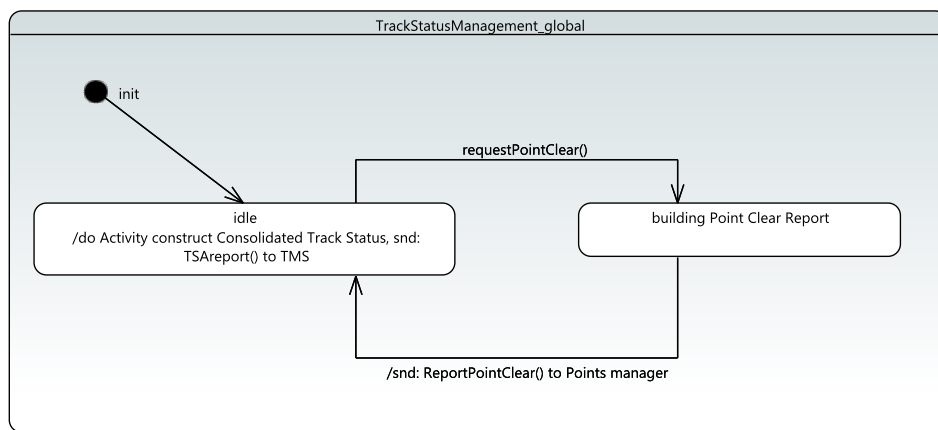 TrackStatusManagement_global
init
requestPointClear()
idle
/do Activity construct Consolidated Track Status, snd:
TSAreport() to TMS
building Point Clear Report
/snd: ReportPointClear() to Points manager